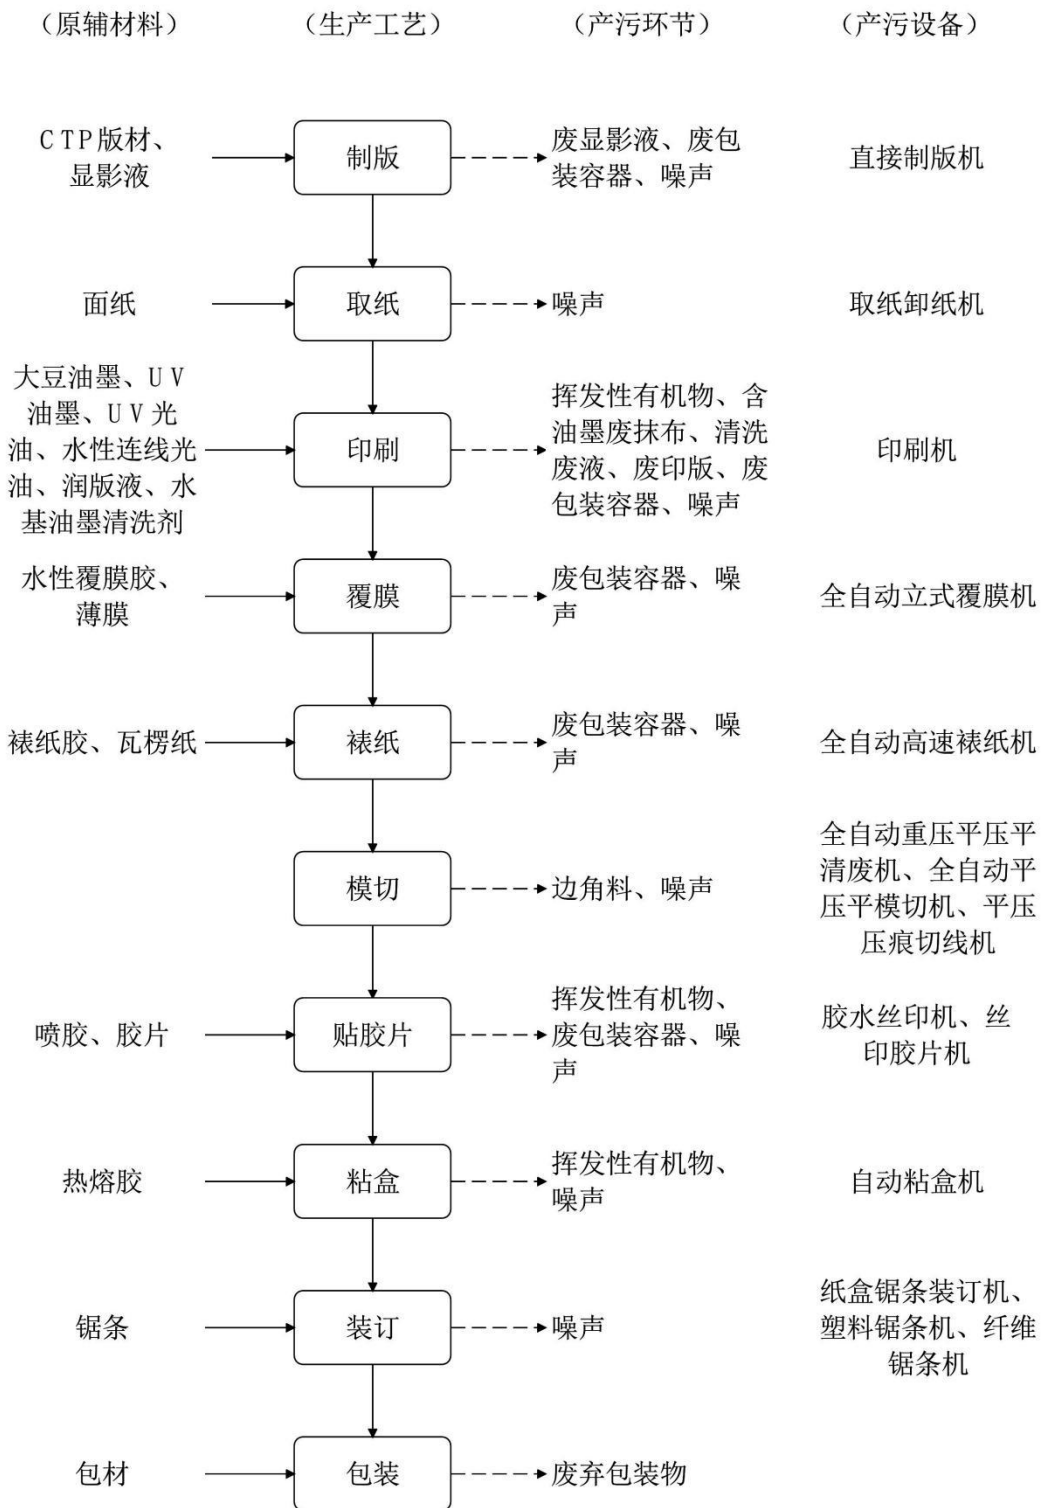 （原辅材料） （生产工艺） （产污环节） （产污设备）
CTP版材、
显影液
制版
废显影液、废包
装容器、噪声
直接制版机
面纸
取纸
噪声
取纸卸纸机
大豆油墨、UV
油墨、UV光
油、水性连线光
油、润版液、水
基油墨清洗剂
印刷
挥发性有机物、含
油墨废抹布、清洗
废液、废印版、废
包装容器、噪声
印刷机
水性覆膜胶、
薄膜
覆膜
废包装容器、噪
声
全自动立式覆膜机
裱纸胶、瓦楞纸
裱纸
废包装容器、噪
声
全自动高速裱纸机
模切
边角料、噪声
全自动重压平压平
清废机、全自动平
压平模切机、平压
压痕切线机
喷胶、胶片
贴胶片
挥发性有机物、
废包装容器、噪
声
胶水丝印机、丝
印胶片机
热熔胶
粘盒
挥发性有机物、
噪声
自动粘盒机
锯条
装订
噪声
纸盒锯条装订机、
塑料锯条机、纤维
锯条机
包材
包装
废弃包装物